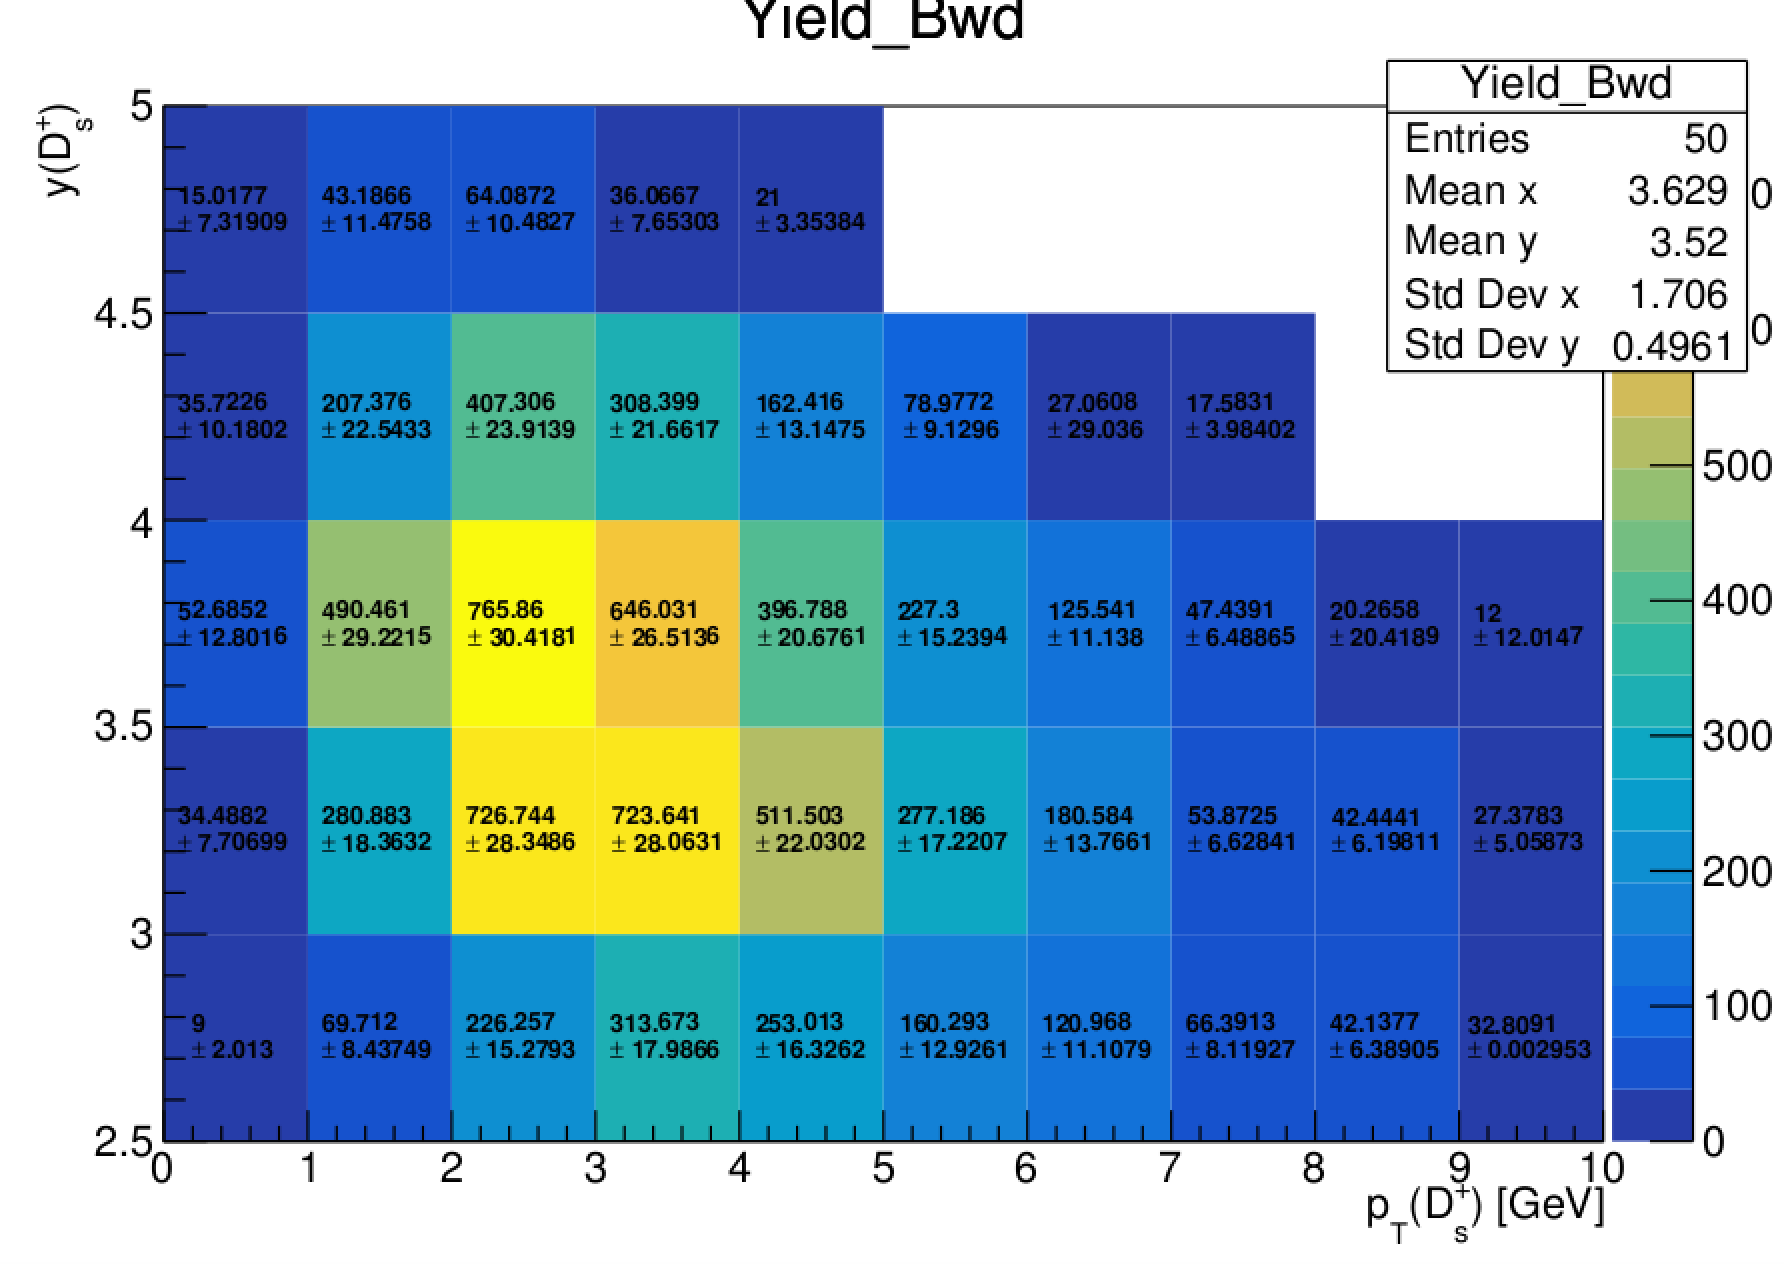 Yield_Bwd
Yield_Bwd
Entries 50
Mean x 3.629
Mean y 3.52
Std Dev x 1.706
Std Dev y 0.4961
y(D_s^+)
5
15.0177 43.1866 64.0872 36.0667 21
± 7.31909 ± 11.4758 ± 10.4827 ± 7.65303 ± 3.35384
4.5
35.7226 207.376 407.306 308.399 162.416 78.9772 27.0608 17.5831
± 10.1802 ± 22.5433 ± 23.9139 ± 21.6617 ± 13.1475 ± 9.1296 ± 29.036 ± 3.98402
4
52.6852 490.461 765.86 646.031 396.788 227.3 125.541 47.4391 20.2658 12
± 12.8016 ± 29.2215 ± 30.4181 ± 26.5136 ± 20.6761 ± 15.2394 ± 11.138 ± 6.48865 ± 20.4189 ± 12.0147
3.5
34.4882 280.883 726.744 723.641 511.503 277.186 180.584 53.8725 42.4441 27.3783
± 7.70699 ± 18.3632 ± 28.3486 ± 28.0631 ± 22.0302 ± 17.2207 ± 13.7661 ± 6.62841 ± 6.19811 ± 5.05873
3
9 69.712 226.257 313.673 253.013 160.293 120.968 66.3913 42.1377 32.8091
± 2.013 ± 8.43749 ± 15.2793 ± 17.9866 ± 16.3262 ± 12.9261 ± 11.1079 ± 8.11927 ± 6.38905 ± 0.002953
2.5
0 1 2 3 4 5 6 7 8 9 10
p_T(D_s^+) [GeV]
0
0
500
400
300
200
100
0